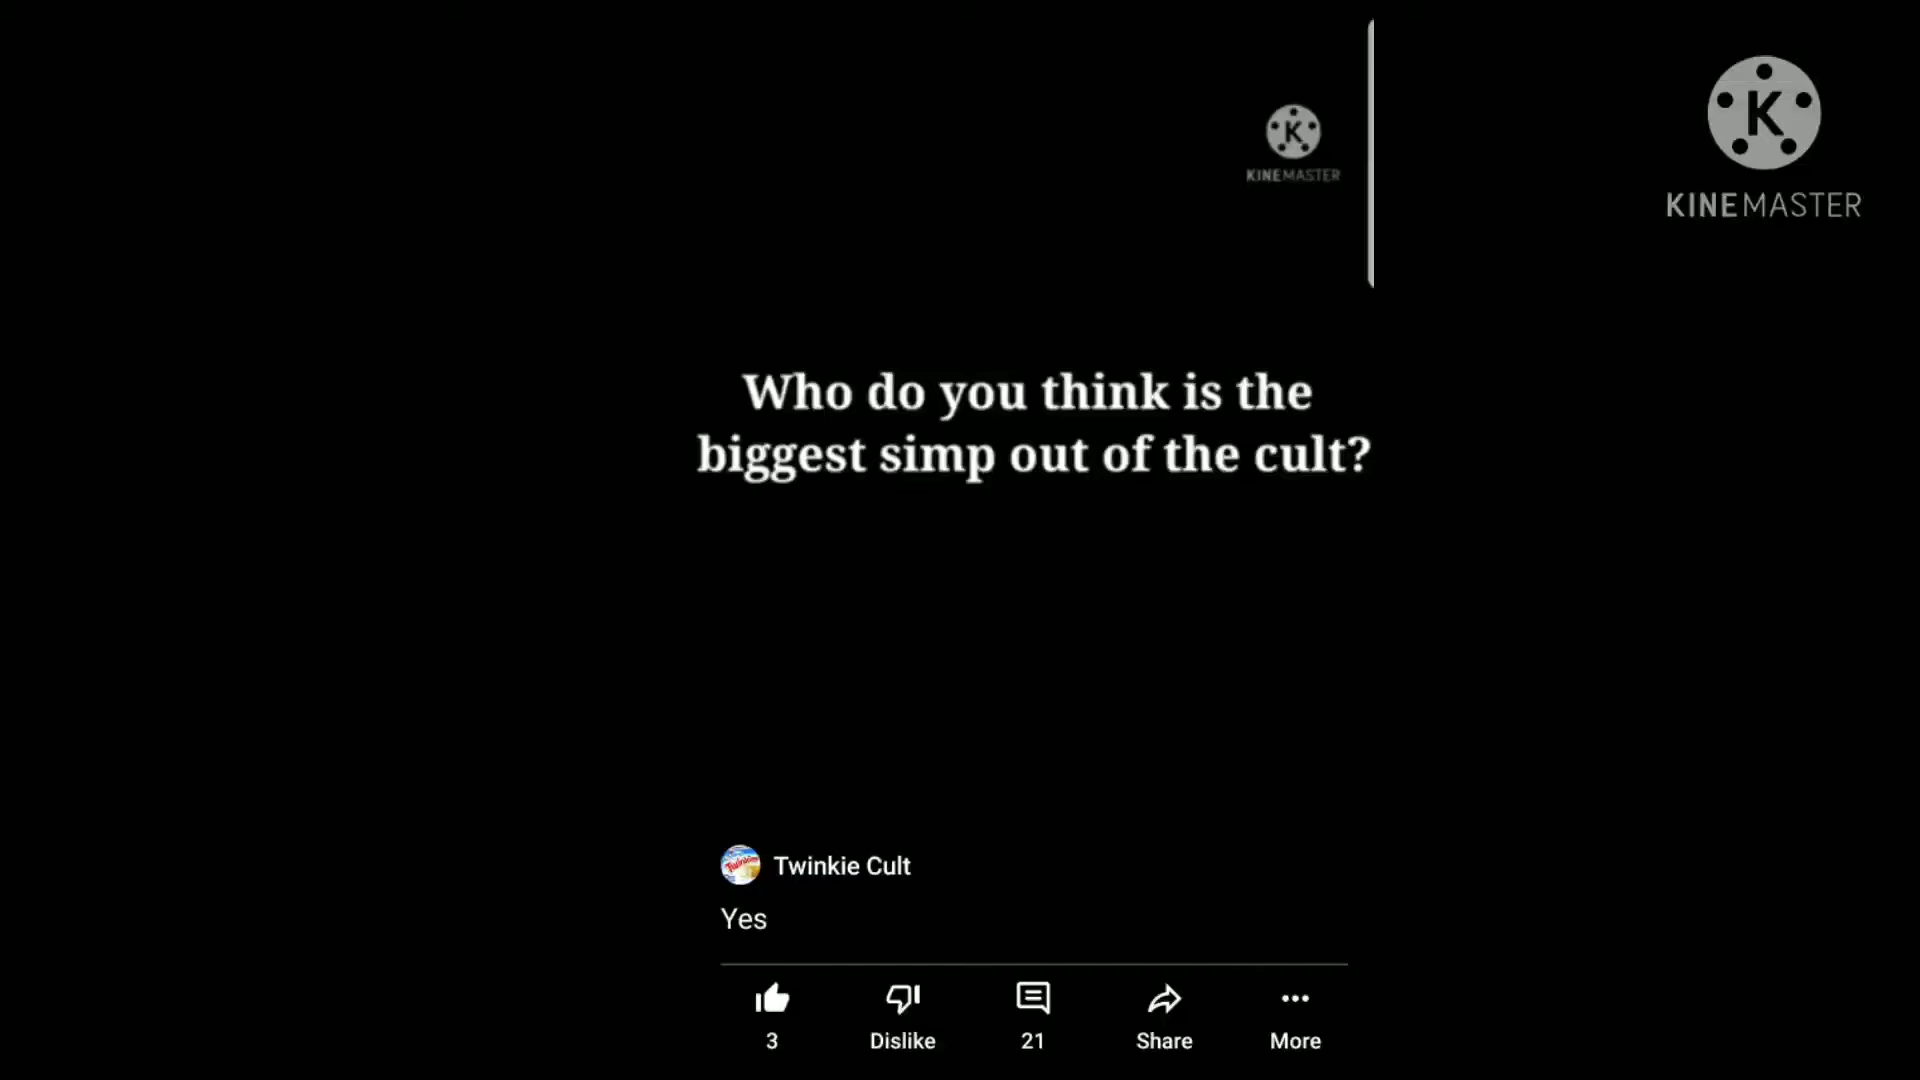 K
KINEMASTER
K
KINEMASTER
Who do you think is the
biggest simp out of the cult?
Twinkies
Twinkie Cult
Yes
3
Dislike
21
Share
More